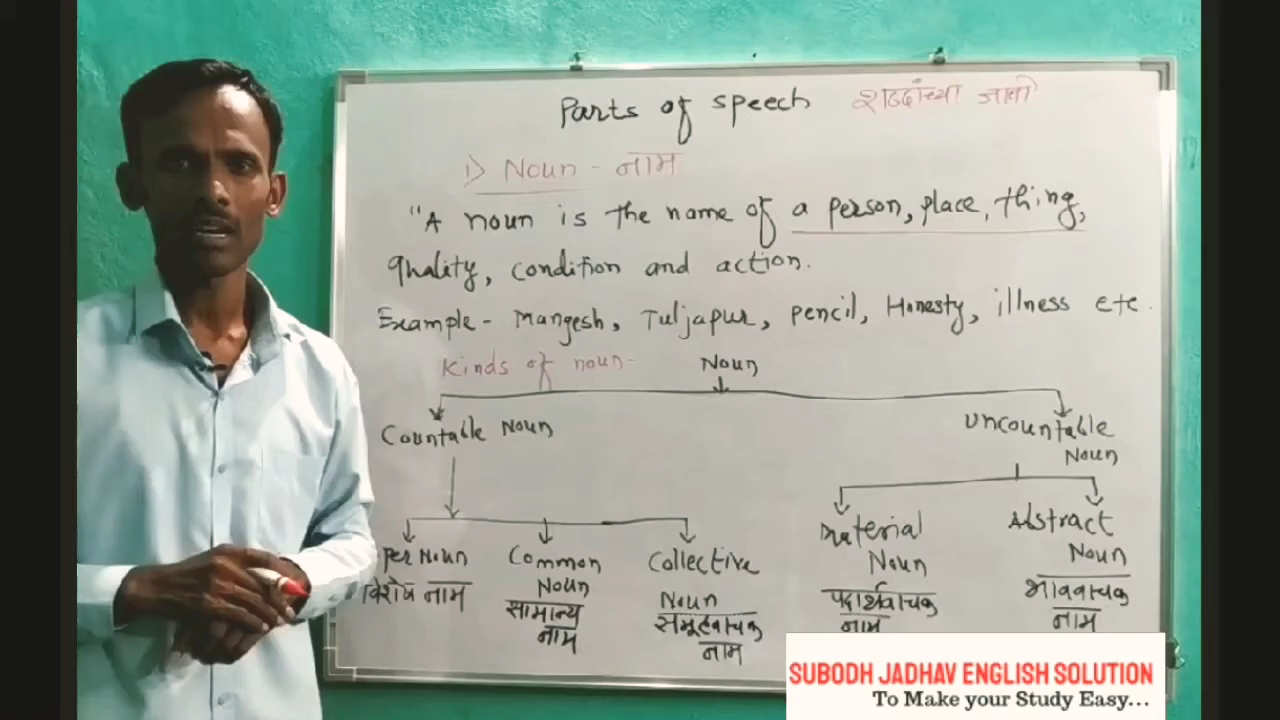 Parts of speech शब्दांच्या जाती
1) Noun - नाम
"A noun is the name of a person, place, thing,
quality, condition and action.
Example - Mangesh, Tuljapur, pencil, Honesty, illness etc.
Kinds of noun- Noun
Countable Noun
Uncountable
Noun
per Noun
विशेष नाम
Common
Noun
सामान्य
नाम
Collective
Noun
समूहवाचक
नाम
Material
Noun
पदार्थवाचक
नाम
Abstract
Noun
भाववाचक
नाम
SUBODH JADHAV ENGLISH SOLUTION
To Make your Study Easy...